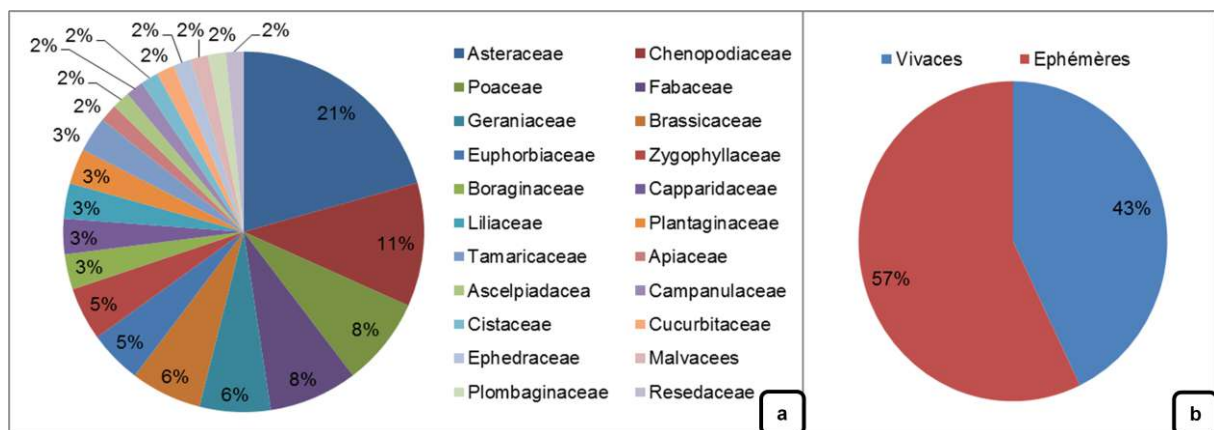 2%
2%
2%
2%
2%
2%
2%
2%
2%
3%
3%
3%
3%
3%
5%
5%
6%
6%
8%
8%
11%
21%
Asteraceae Chenopodiaceae
Poaceae Fabaceae
Geraniaceae Brassicaceae
Euphorbiaceae Zygophyllaceae
Boraginaceae Capparidaceae
Liliaceae Plantaginaceae
Tamaricaceae Apiaceae
Ascelpiadacea Campanulaceae
Cistaceae Cucurbitaceae
Ephedraceae Malvacees
Plombaginaceae Resedaceae
a
Vivaces Ephémères
43%
57%
b